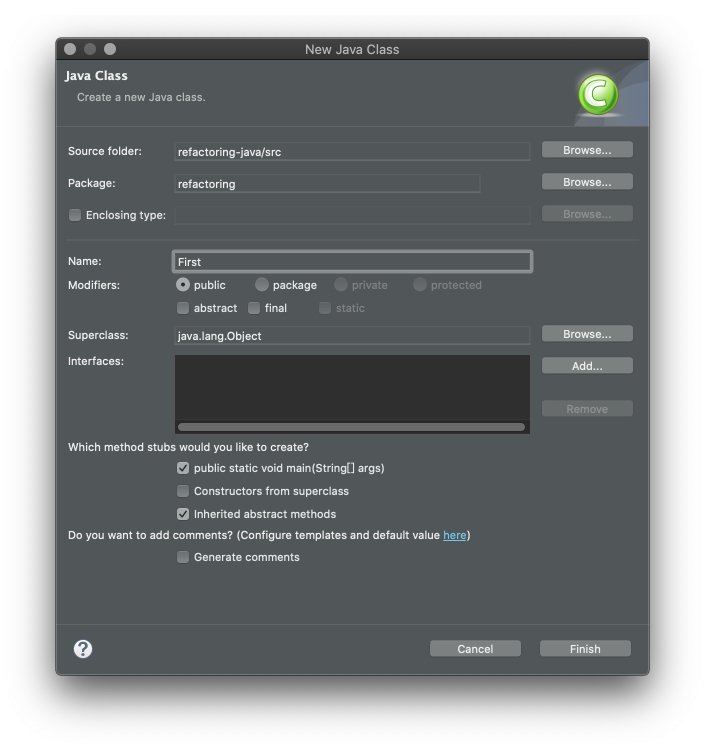 New Java Class
Java Class
Create a new Java class.
C
Source folder: refactoring-java/src Browse...
Package: refactoring Browse...
Enclosing type: Browse...
Name: First
Modifiers: public package private protected
abstract final static
Superclass: java.lang.Object Browse...
Interfaces: Add...
Remove
Which method stubs would you like to create?
public static void main(String[] args)
Constructors from superclass
Inherited abstract methods
Do you want to add comments? (Configure templates and default value here)
Generate comments
? Cancel Finish